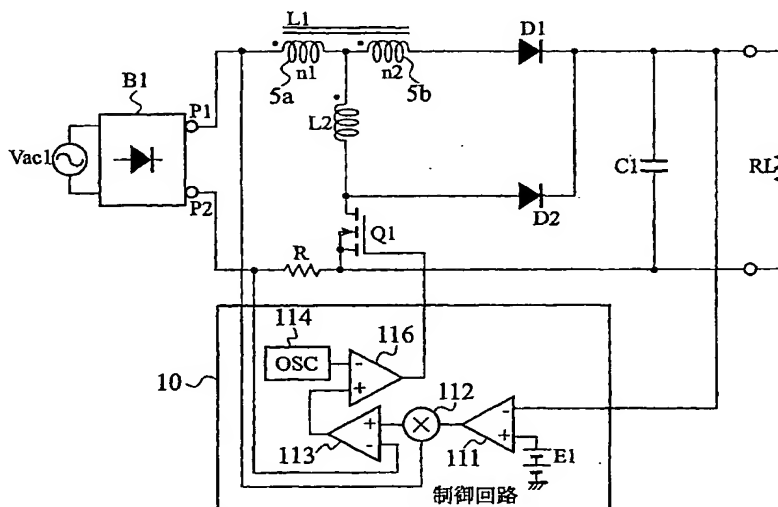 L1
D1
n1
n2
5a
5b
B1
P1
L2
Vac1
C1
RL
P2
D2
Q1
R
114
116
OSC
-
+
10
112
+
-
×
-
+
113
111
E1
制御回路